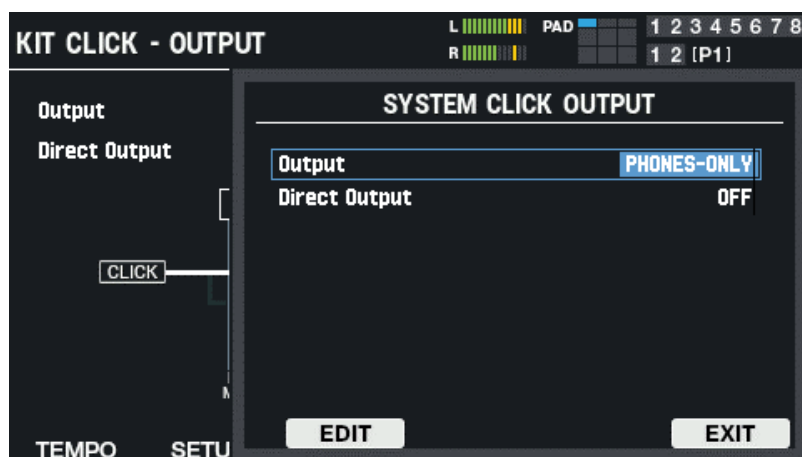 KIT CLICK - OUTPUT
L
R
PAD
1 2 3 4 5 6 7 8
1 2 [P1]
Output
Direct Output
CLICK
TEMPO
SYSTEM CLICK OUTPUT
Output PHONES-ONLY
Direct Output OFF
EDIT
EXIT